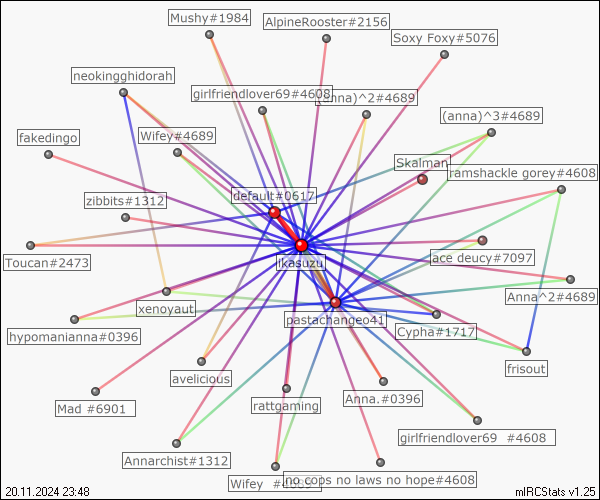 Mushy#1984
AlpineRooster#2156
Soxy Foxy#5076
neokingghidorah
girlfriendlover69#4608
(anna)^2#4689
(anna)^3#4689
fakedingo
Wifey#4689
Skalman
ramshackle gorey#4608
default#0617
zibbits#1312
Toucan#2473
ikasuzu
ace deucy#7097
Anna^2#4689
xenoyaut
pastachangeo41
hypomanianna#0396
Cypha#1717
frisout
avelicious
Mad #6901
rattgaming
Anna.#0396
girlfriendlover69 #4608
Annarchist#1312
Wifey #4689
no cops no laws no hope#4608
20.11.2024 23:48
mIRCStats v1.25